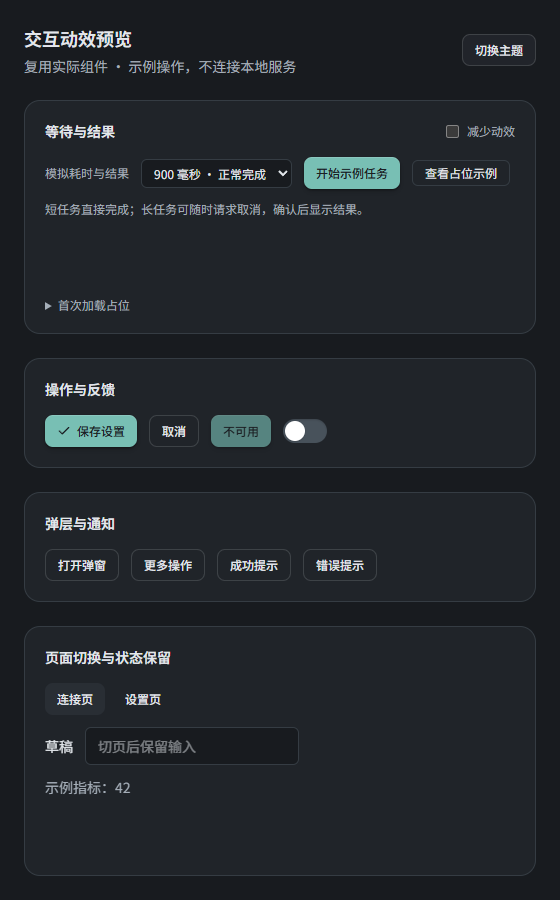 交互动效预览
复用实际组件 · 示例操作，不连接本地服务
切换主题
等待与结果
减少动效
模拟耗时与结果
900 毫秒 · 正常完成
开始示例任务
查看占位示例
短任务直接完成；长任务可随时请求取消，确认后显示结果。
首次加载占位
操作与反馈
保存设置
取消
不可用
弹层与通知
打开弹窗
更多操作
成功提示
错误提示
页面切换与状态保留
连接页
设置页
草稿
切页后保留输入
示例指标：42